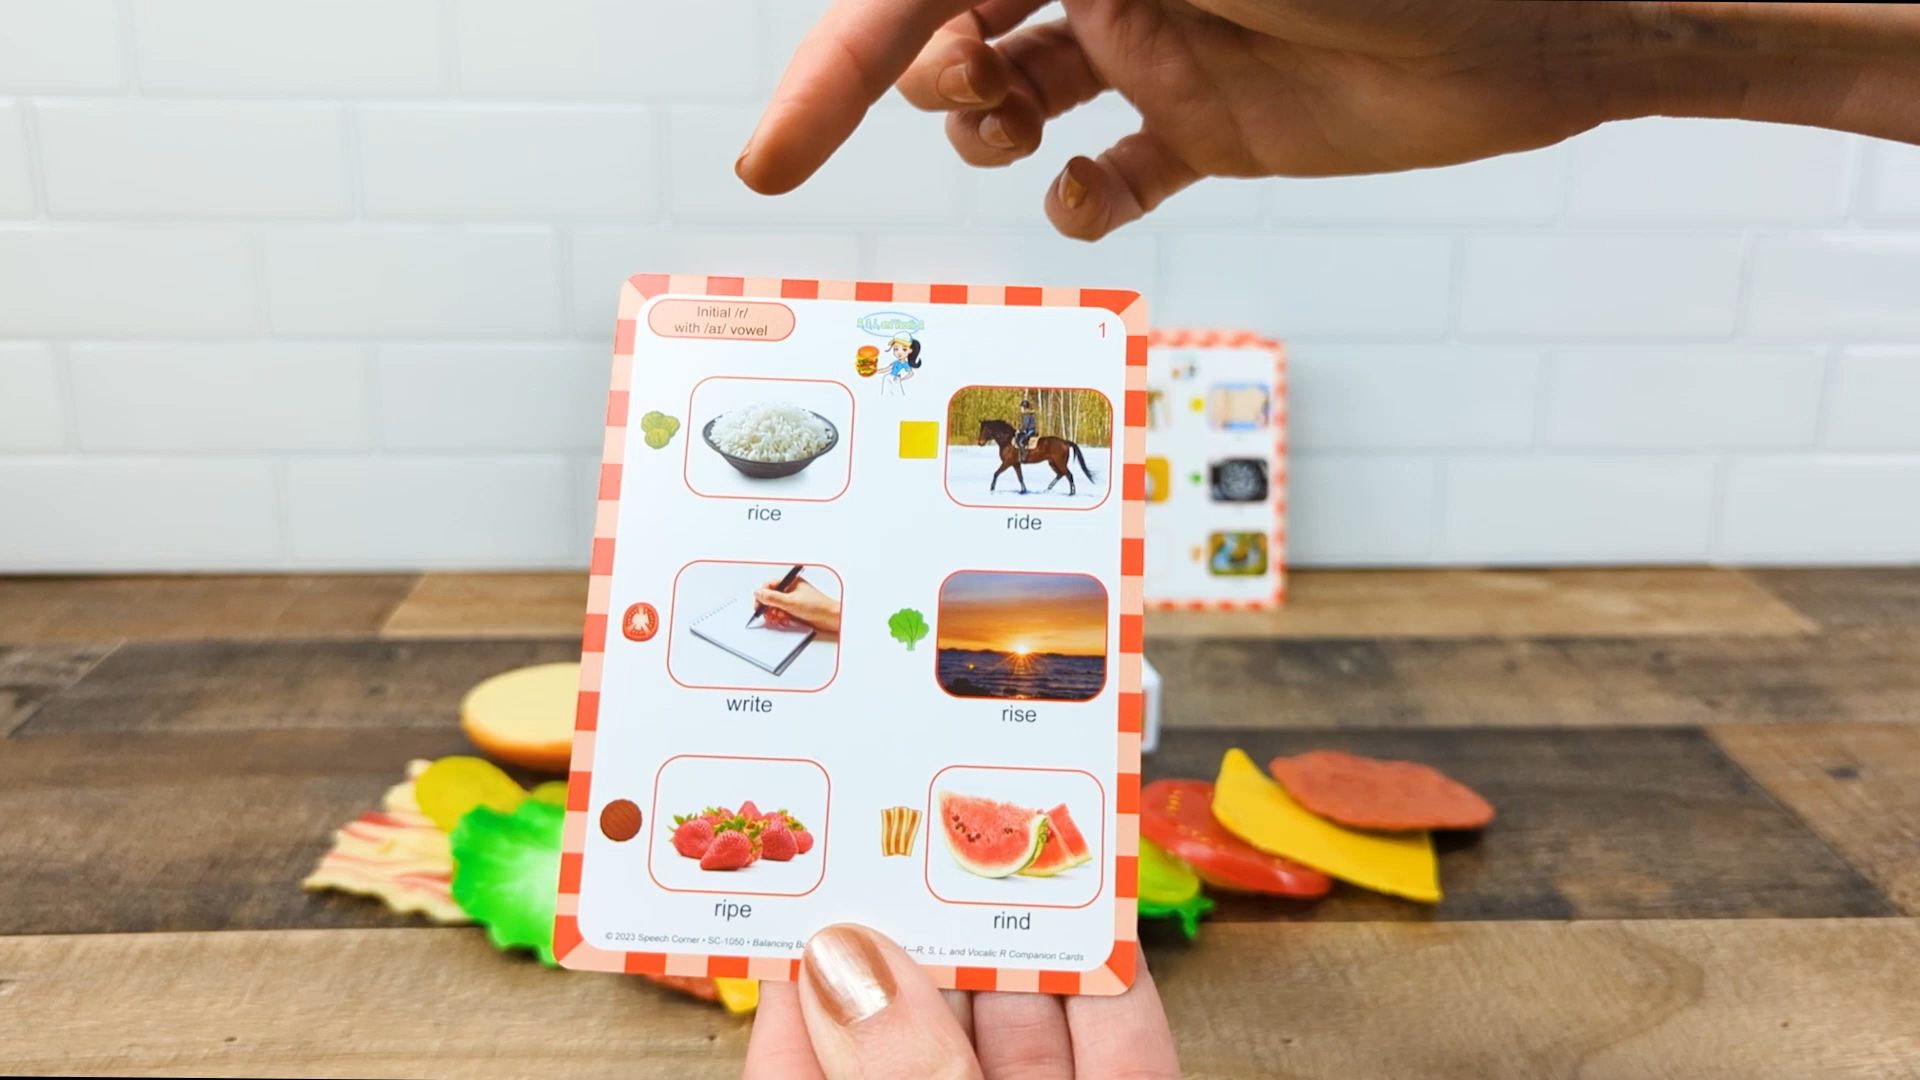 Initial /r/
with /aɪ/ vowel
1
rice
ride
write
rise
ripe
rind
© 2023 Speech Corner • SC-1050 • Balancing —R, S, L, and Vocalic R Companion Cards